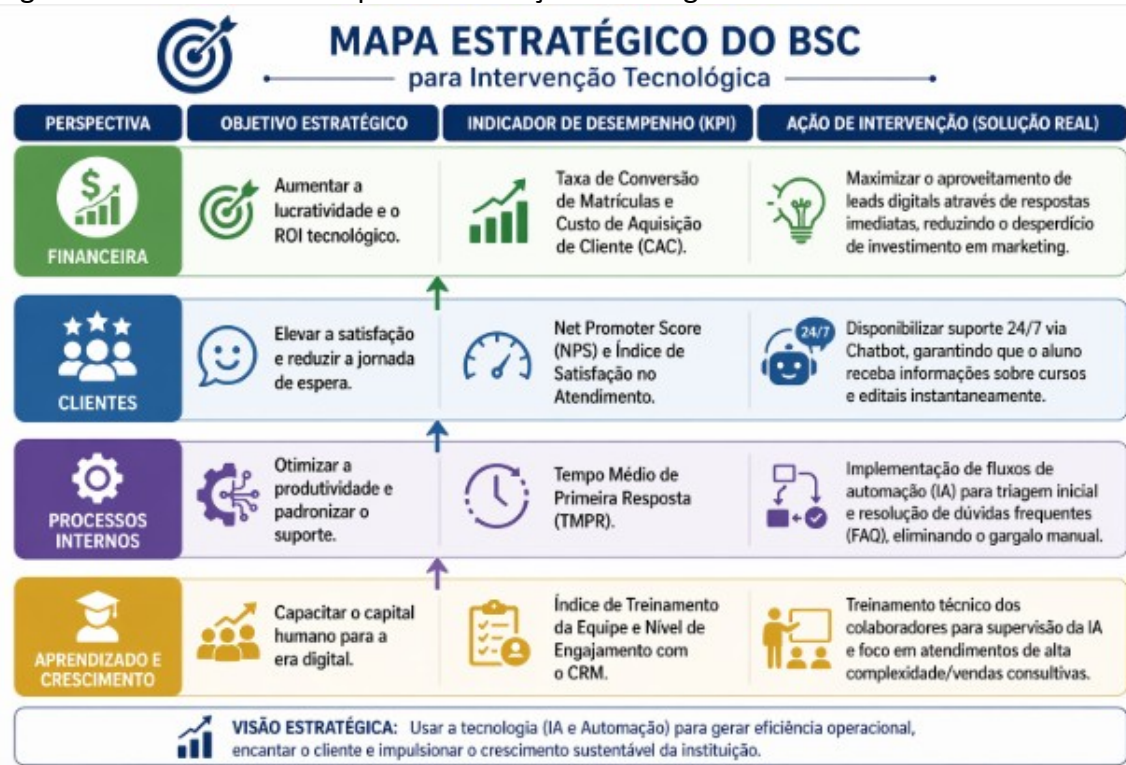 MAPA ESTRATÉGICO DO BSC
para Intervenção Tecnológica
PERSPECTIVA
OBJETIVO ESTRATÉGICO
INDICADOR DE DESEMPENHO (KPI)
AÇÃO DE INTERVENÇÃO (SOLUÇÃO REAL)
$
FINANCEIRA
Aumentar a
lucratividade e o
ROI tecnológico.
Taxa de Conversão
de Matrículas e
Custo de Aquisição
de Cliente (CAC).
Maximizar o aproveitamento de
leads digitals através de respostas
imediatas, reduzindo o desperdício
de investimento em marketing.
CLIENTES
Elevar a satisfação
e reduzir a jornada
de espera.
Net Promoter Score
(NPS) e Índice de
Satisfação no
Atendimento.
24/7
Disponibilizar suporte 24/7 via
Chatbot, garantindo que o aluno
receba informações sobre cursos
e editais instantaneamente.
PROCESSOS
INTERNOS
Otimizar a
produtividade e
padronizar o
suporte.
Tempo Médio de
Primeira Resposta
(TMPR).
Implementação de fluxos de
automação (IA) para triagem inicial
e resolução de dúvidas frequentes
(FAQ), eliminando o gargalo manual.
APRENDIZADO E
CRESCIMENTO
Capacitar o capital
humano para a
era digital.
Índice de Treinamento
da Equipe e Nível de
Engajamento com
o CRM.
Treinamento técnico dos
colaboradores para supervisão da IA
e foco em atendimentos de alta
complexidade/vendas consultivas.
VISÃO ESTRATÉGICA: Usar a tecnologia (IA e Automação) para gerar eficiência operacional,
encantar o cliente e impulsionar o crescimento sustentável da instituição.